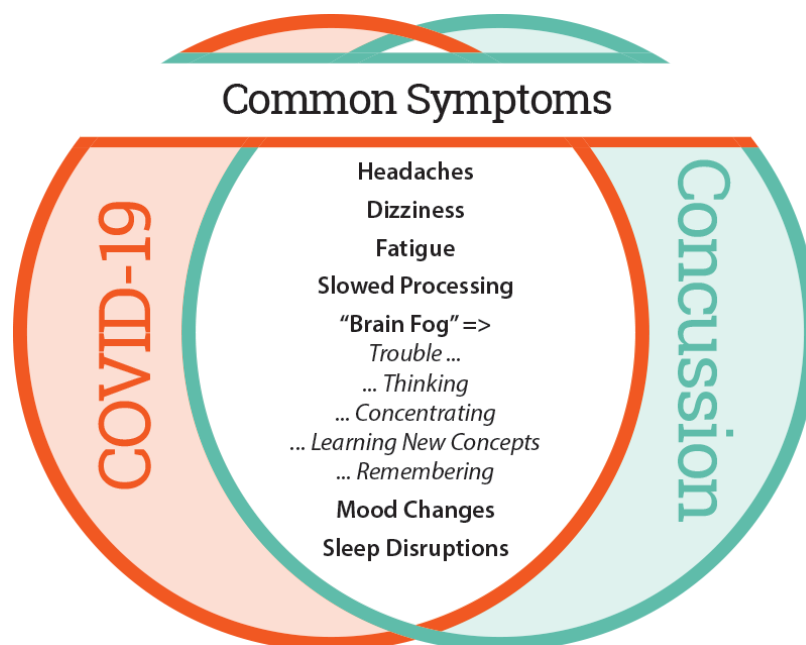 Common Symptoms
COVID-19
Headaches
Dizziness
Fatigue
Slowed Processing
“Brain Fog” =>
Trouble ...
... Thinking
... Concentrating
... Learning New Concepts
... Remembering
Mood Changes
Sleep Disruptions
Concussion